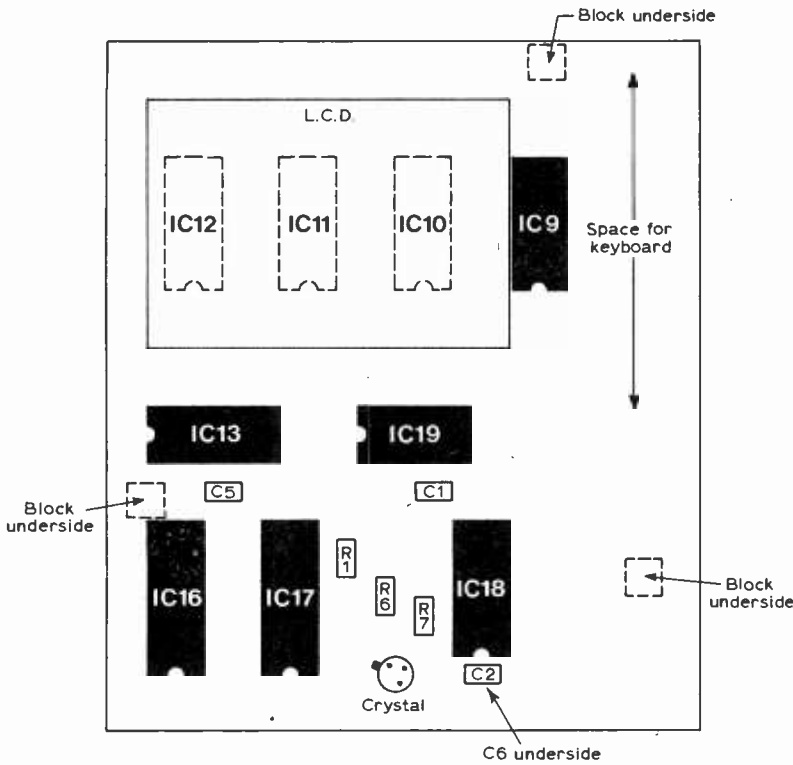 Block underside
L.C.D.
IC12
IC11
IC10
IC9
Space for
keyboard
IC13
IC19
C5
C1
Block
underside
R
1
R
6
R
7
IC16
IC17
IC18
Block
underside
C2
Crystal
C6 underside